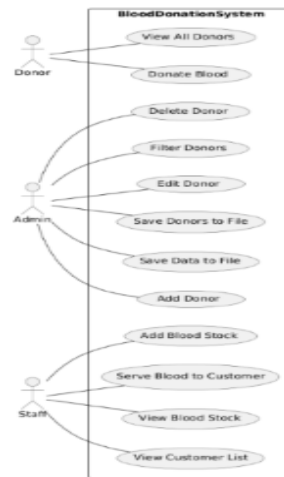 BloodDonationSystem
View All Donors
Donor
Donate Blood
Delete Donor
Filter Donors
Edit Donor
Admin
Save Donors to File
Save Data to File
Add Donor
Add Blood Stock
Serve Blood to Customer
Staff
View Blood Stock
View Customer List